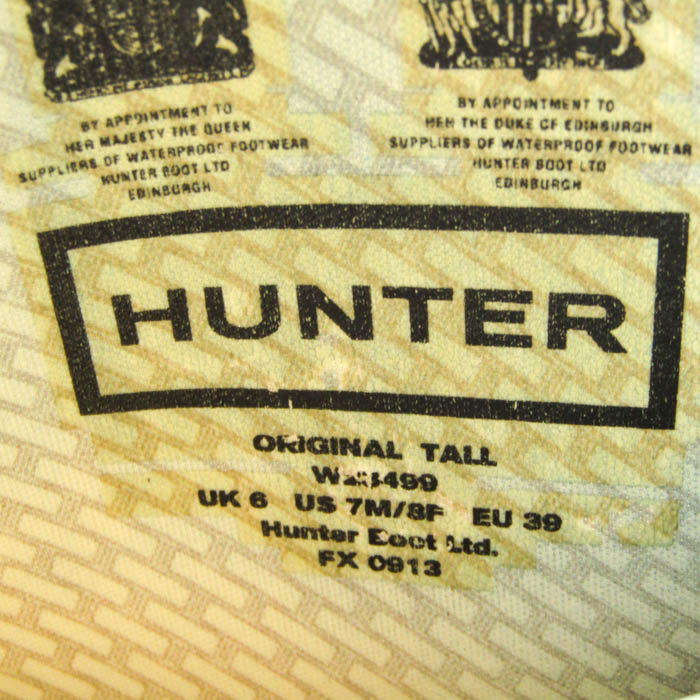 BY APPOINTMENT TO
HER MAJESTY THE QUEEN
SUPPLIERS OF WATERPROOF FOOTWEAR
HUNTER BOOT LTD
EDINBURGH
BY APPOINTMENT TO
HRH THE DUKE OF EDINBURGH
SUPPLIERS OF WATERPROOF FOOTWEAR
HUNTER BOOT LTD
EDINBURGH
HUNTER
ORIGINAL TALL
UK 6 US 7M/8F EU 39
Hunter Boot Ltd.
FX 0913